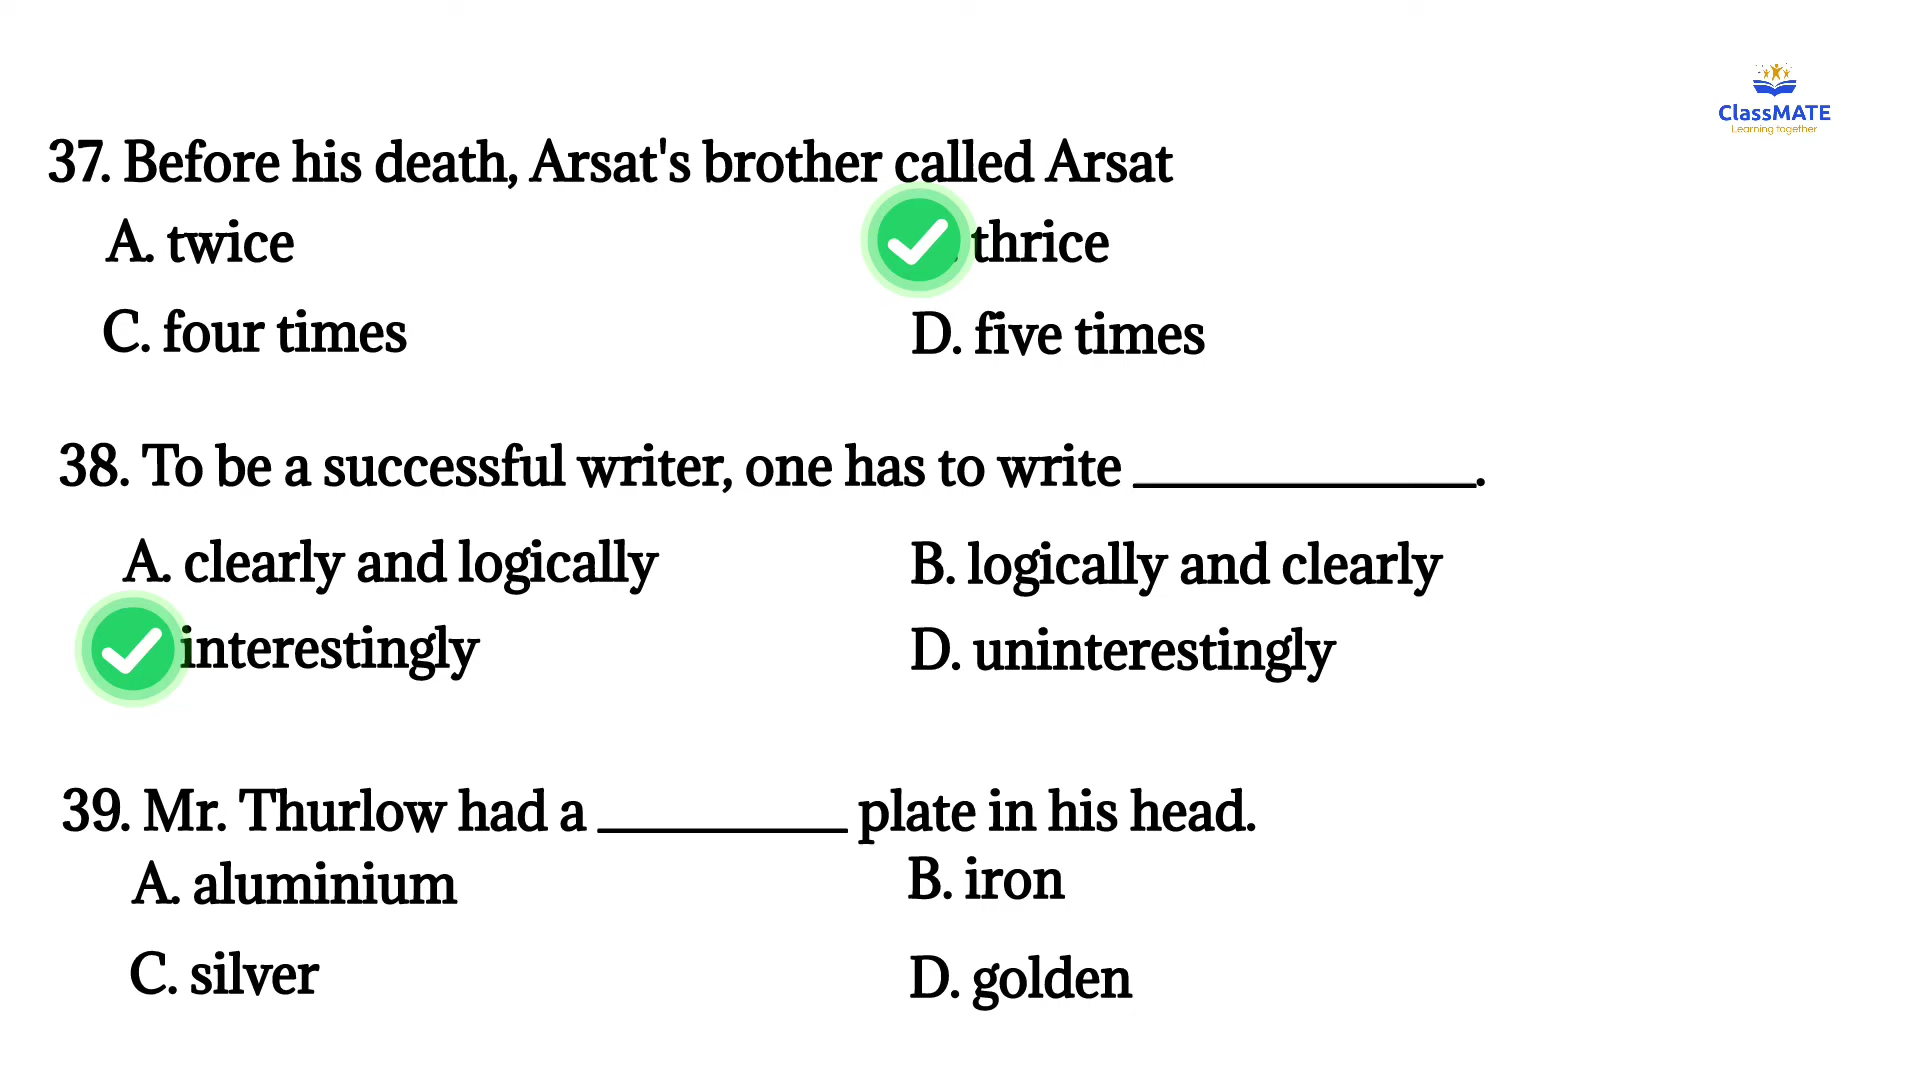 ClassMATE
Learning together
37. Before his death, Arsat's brother called Arsat
A. twice
thrice
C. four times
D. five times
38. To be a successful writer, one has to write ______________.
A. clearly and logically
B. logically and clearly
interestingly
D. uninterestingly
39. Mr. Thurlow had a __________ plate in his head.
A. aluminium
B. iron
C. silver
D. golden